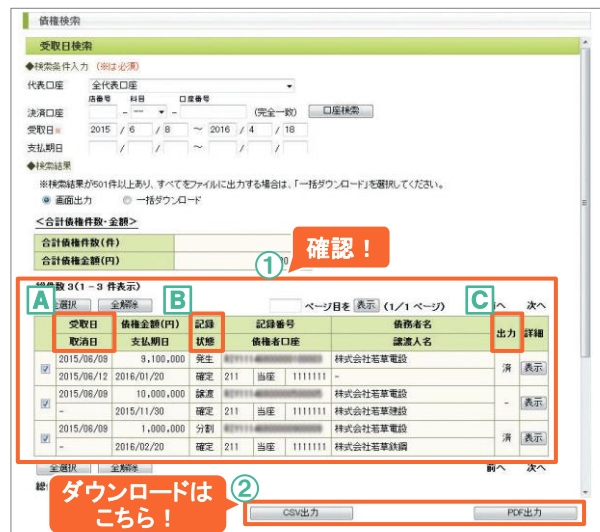 債権検索
受取日検索
◆検索条件入力 (※は必須)
代表口座 全代表口座
店番号 科目 口座番号
決済口座 - -- - (完全一致) 口座検索
受取日※ 2015 / 6 / 8 ～ 2016 / 4 / 18
支払期日 / / ～ / /
◆検索結果
※検索結果が501件以上あり、すべてをファイルに出力する場合は、「一括ダウンロード」を選択してください。
画面出力 一括ダウンロード
<合計債権件数・金額>
合計債権件数(件)
合計債権金額(円)
① 確認！
数 3(1 - 3 件表示)
A 全選択 全解除 B ページ目を 表示 (1/1 ページ) C 次へ
受取日 債権金額(円) 記録 記録番号 債務者名 出力 詳細
取消日 支払期日 状態 債権者口座 譲渡人名
2015/06/09 9,100,000 発生 株式会社若草電設 済 表示
2015/06/12 2016/01/20 確定 211 当座 1111111 -
2015/06/09 10,000,000 譲渡 株式会社若草電設 - 表示
- 2015/11/30 確定 211 当座 1111111 株式会社若草建設
2015/06/09 1,000,000 分割 株式会社若草電設 済 表示
- 2016/02/20 確定 211 当座 1111111 株式会社若草鉄鋼
全選択 全解除 前へ 次へ
ダウンロードは
こちら！
② CSV出力 PDF出力